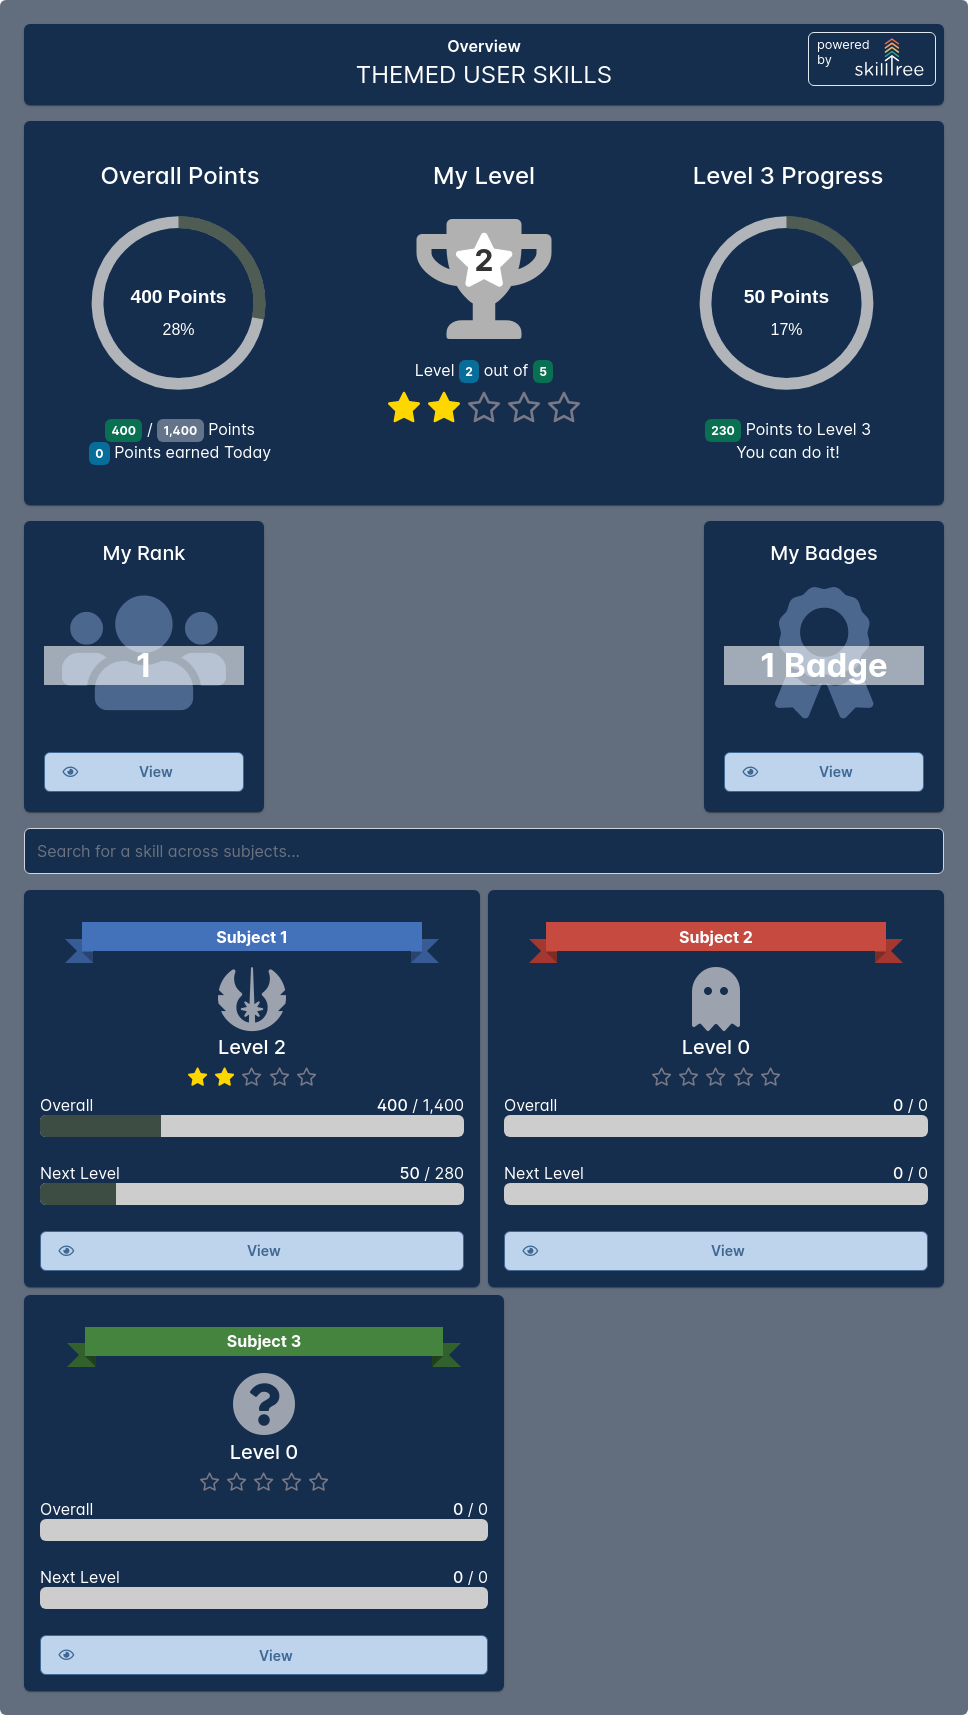 Overview
THEMED USER SKILLS
powered
by
skilltree
Overall Points
400 Points
28%
400 / 1,400 Points
0 Points earned Today
My Level
2
Level 2 out of 5
Level 3 Progress
50 Points
17%
230 Points to Level 3
You can do it!
My Rank
1
View
My Badges
1 Badge
View
Search for a skill across subjects...
Subject 1
Level 2
Overall 400 / 1,400
Next Level 50 / 280
View
Subject 2
Level 0
Overall 0 / 0
Next Level 0 / 0
View
Subject 3
?
Level 0
Overall 0 / 0
Next Level 0 / 0
View